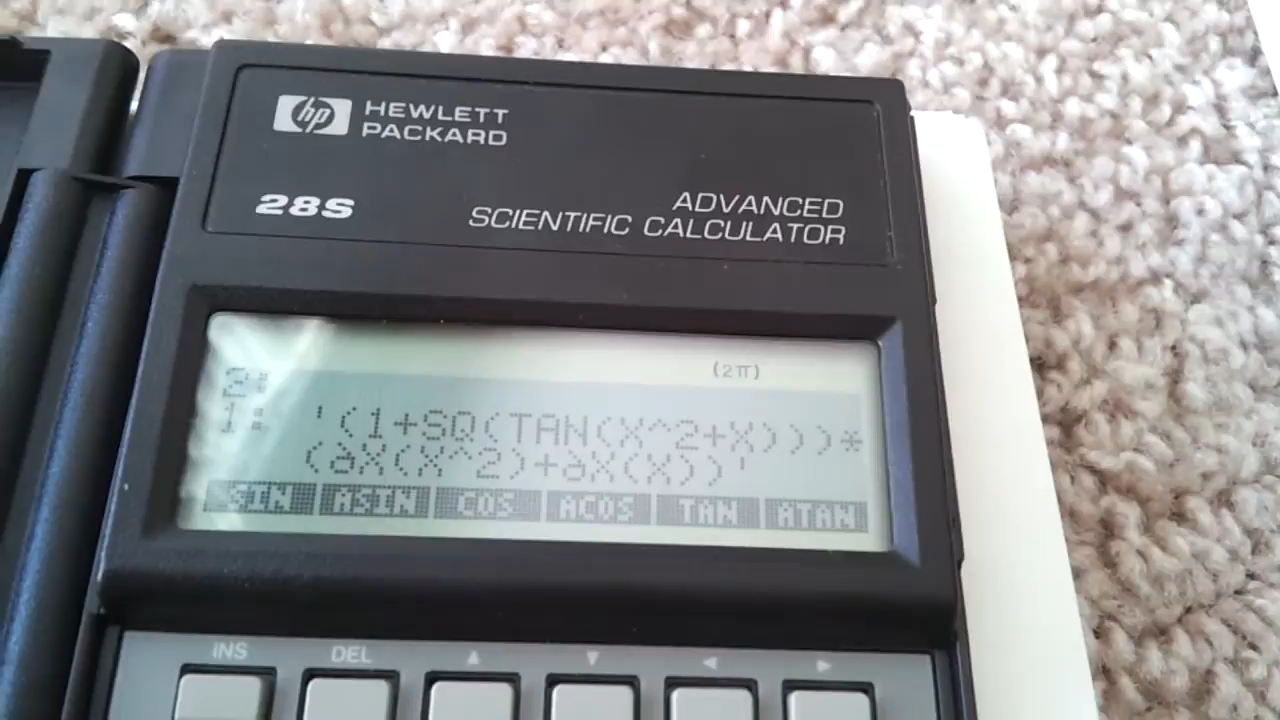 hp HEWLETT
PACKARD
28S
ADVANCED
SCIENTIFIC CALCULATOR
(2π)
2:
1: '(1+SQ(TAN(X^2+X)))*
(∂X(X^2)+∂X(X))'
SIN ASIN COS ACOS TAN ATAN
INS DEL ▲ ▼ ◀ ▶